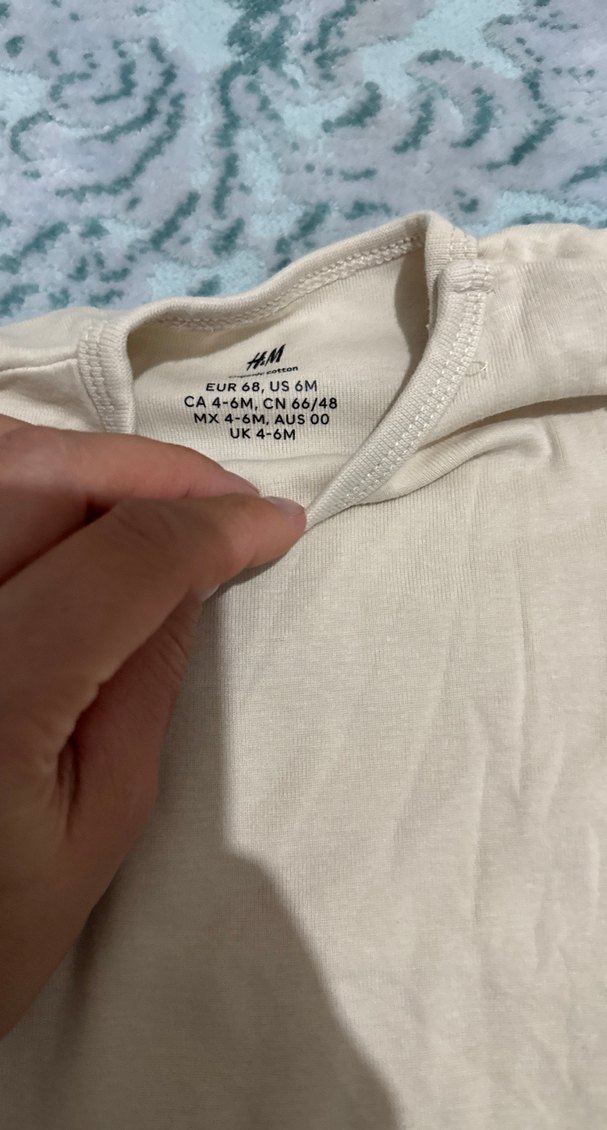 H&M
organic cotton
EUR 68, US 6M
CA 4-6M, CN 66/48
MX 4-6M, AUS 00
UK 4-6M